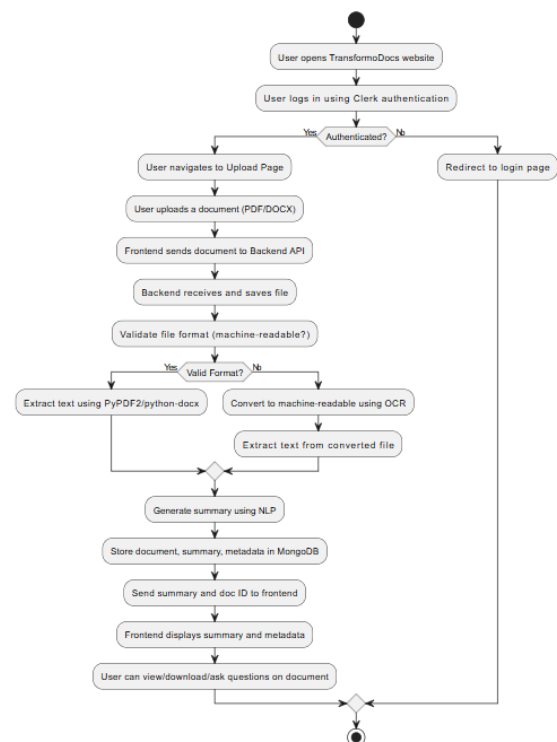 User opens TransformoDocs website
User logs in using Clerk authentication
Yes
Authenticated?
No
User navigates to Upload Page
Redirect to login page
User uploads a document (PDF/DOCX)
Frontend sends document to Backend API
Backend receives and saves file
Validate file format (machine-readable?)
Yes
Valid Format?
No
Extract text using PyPDF2/python-docx
Convert to machine-readable using OCR
Extract text from converted file
Generate summary using NLP
Store document, summary, metadata in MongoDB
Send summary and doc ID to frontend
Frontend displays summary and metadata
User can view/download/ask questions on document